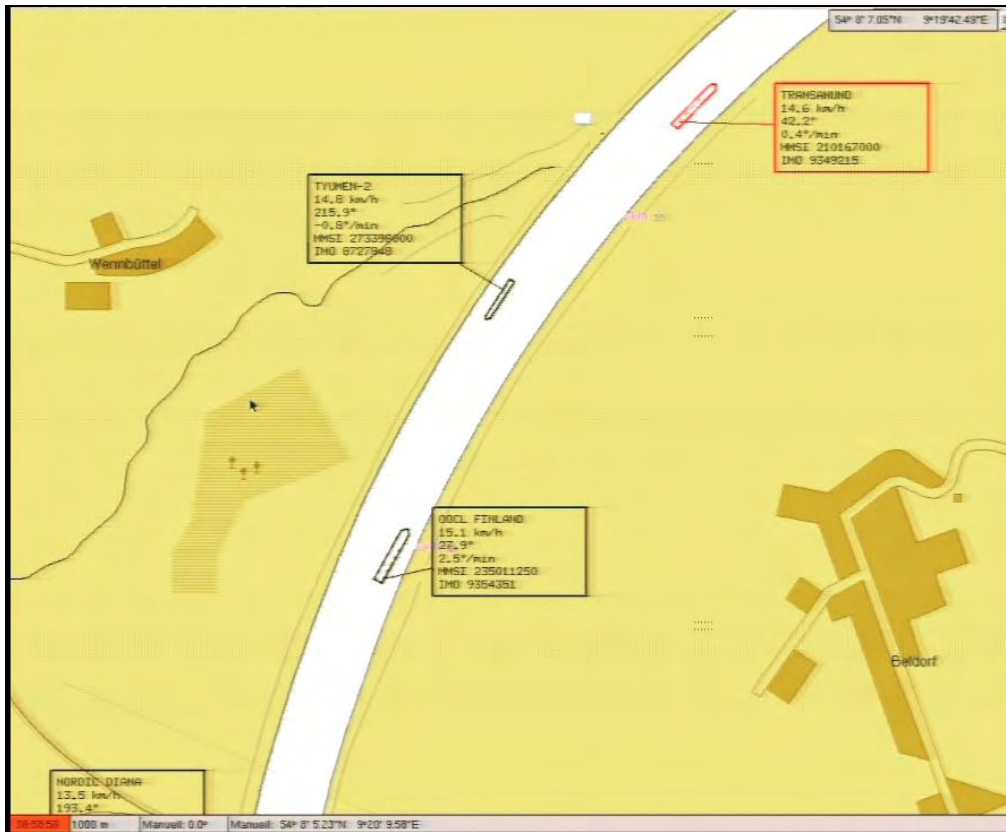 54° 8' 7.05"N 9°19'42.49"E
TRANSAMUND
14.6 km/h
42.2°
0.4°/min
MMSI 210167000
IMO 9349215
TYUMEN-2
14.8 km/h
215.9°
-0.8°/min
MMSI 273398000
IMO 8727848
Wennbüttel
OOCL FINLAND
15.1 km/h
27.9°
2.5°/min
MMSI 235011250
IMO 9354351
Beldorf
NORDIC DIANA
13.5 km/h
193.4°
1000 m Manuell: 0.0° Manuell: 54° 8' 5.23"N 9°20' 9.58"E